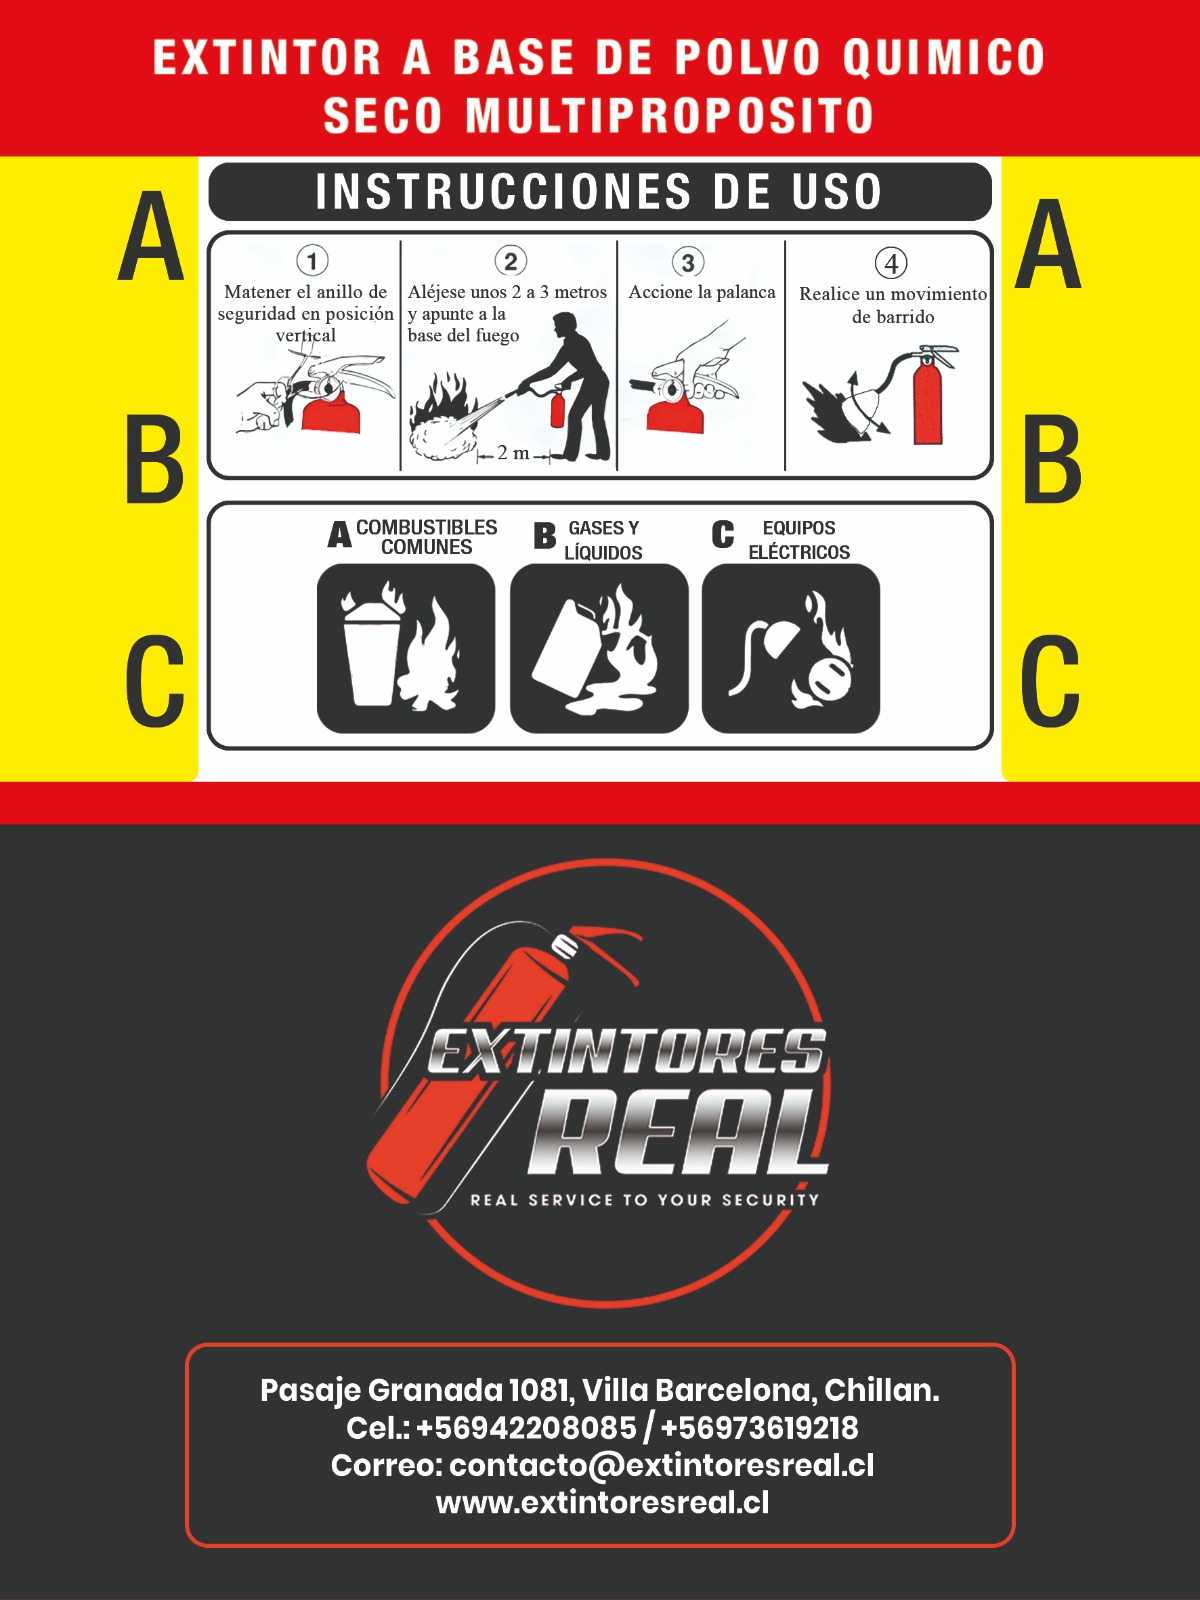 EXTINTOR A BASE DE POLVO QUIMICO
SECO MULTIPROPOSITO
INSTRUCCIONES DE USO
A
B
C
1
Matener el anillo de
seguridad en posición
vertical
2
Aléjese unos 2 a 3 metros
y apunte a la
base del fuego
2 m
3
Accione la palanca
4
Realice un movimiento
de barrido
A
B
C
A COMBUSTIBLES
COMUNES
B GASES Y
LÍQUIDOS
C EQUIPOS
ELÉCTRICOS
EXTINTORES
REAL
REAL SERVICE TO YOUR SECURITY
Pasaje Granada 1081, Villa Barcelona, Chillan.
Cel.: +56942208085 / +56973619218
Correo: contacto@extintoresreal.cl
www.extintoresreal.cl